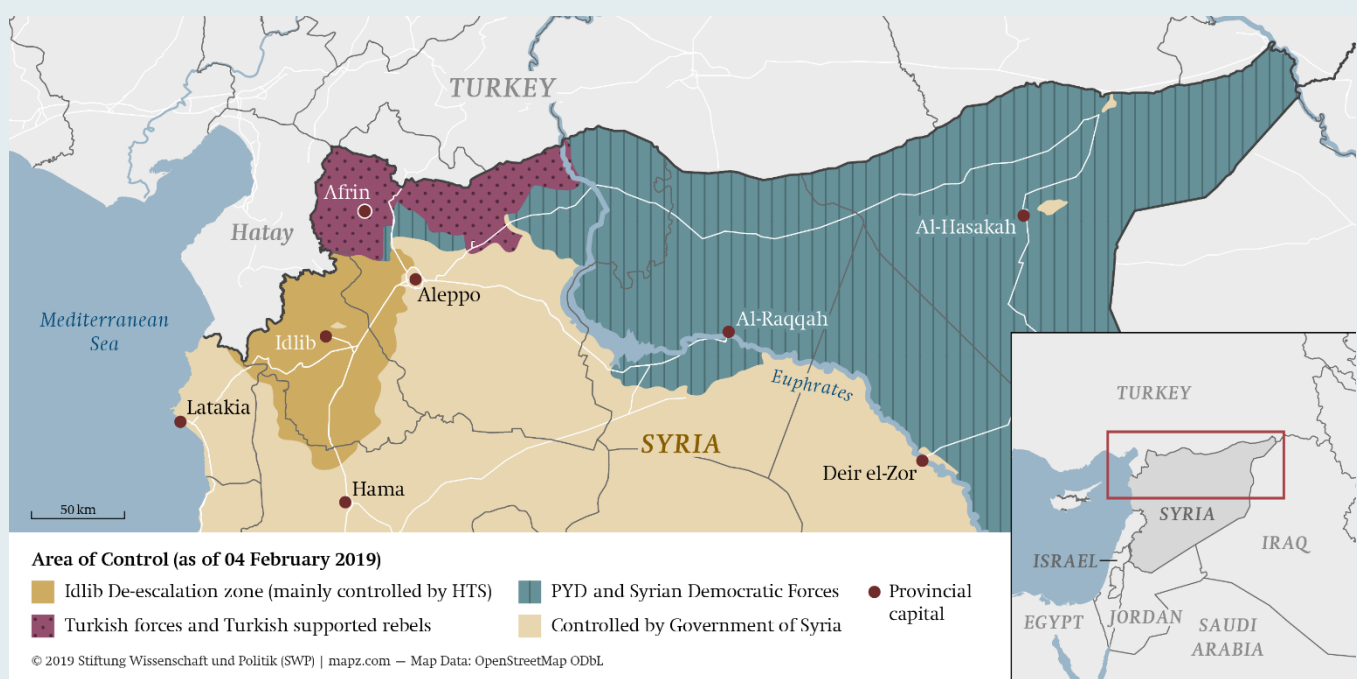 TURKEY
Afrin
Hatay
Al-Hasakah
Aleppo
Mediterranean
Sea
Al-Raqqah
Idlib
Euphrates
Latakia
SYRIA
Deir el-Zor
Hama
50 km
TURKEY
SYRIA
IRAQ
ISRAEL
JORDAN
EGYPT
SAUDI
ARABIA
Area of Control (as of 04 February 2019)
Idlib De-escalation zone (mainly controlled by HTS)
PYD and Syrian Democratic Forces
Provincial
capital
Turkish forces and Turkish supported rebels
Controlled by Government of Syria
© 2019 Stiftung Wissenschaft und Politik (SWP) | mapz.com — Map Data: OpenStreetMap ODbL